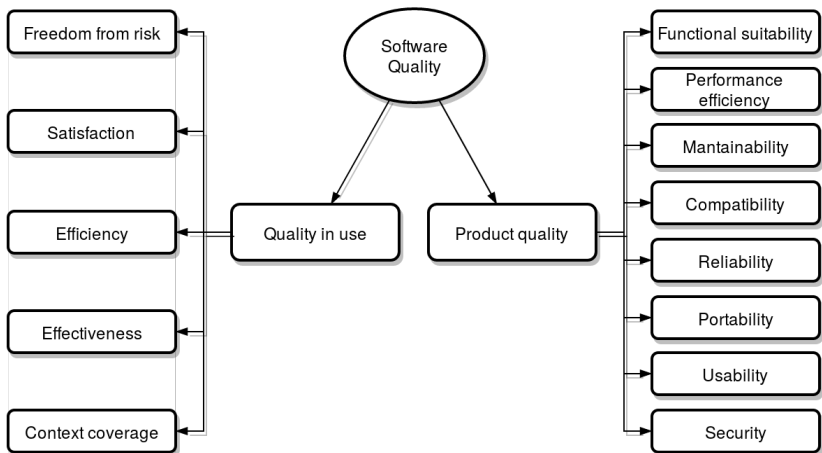 Software
Quality
Quality in use
Product quality
Freedom from risk
Satisfaction
Efficiency
Effectiveness
Context coverage
Functional suitability
Performance
efficiency
Mantainability
Compatibility
Reliability
Portability
Usability
Security